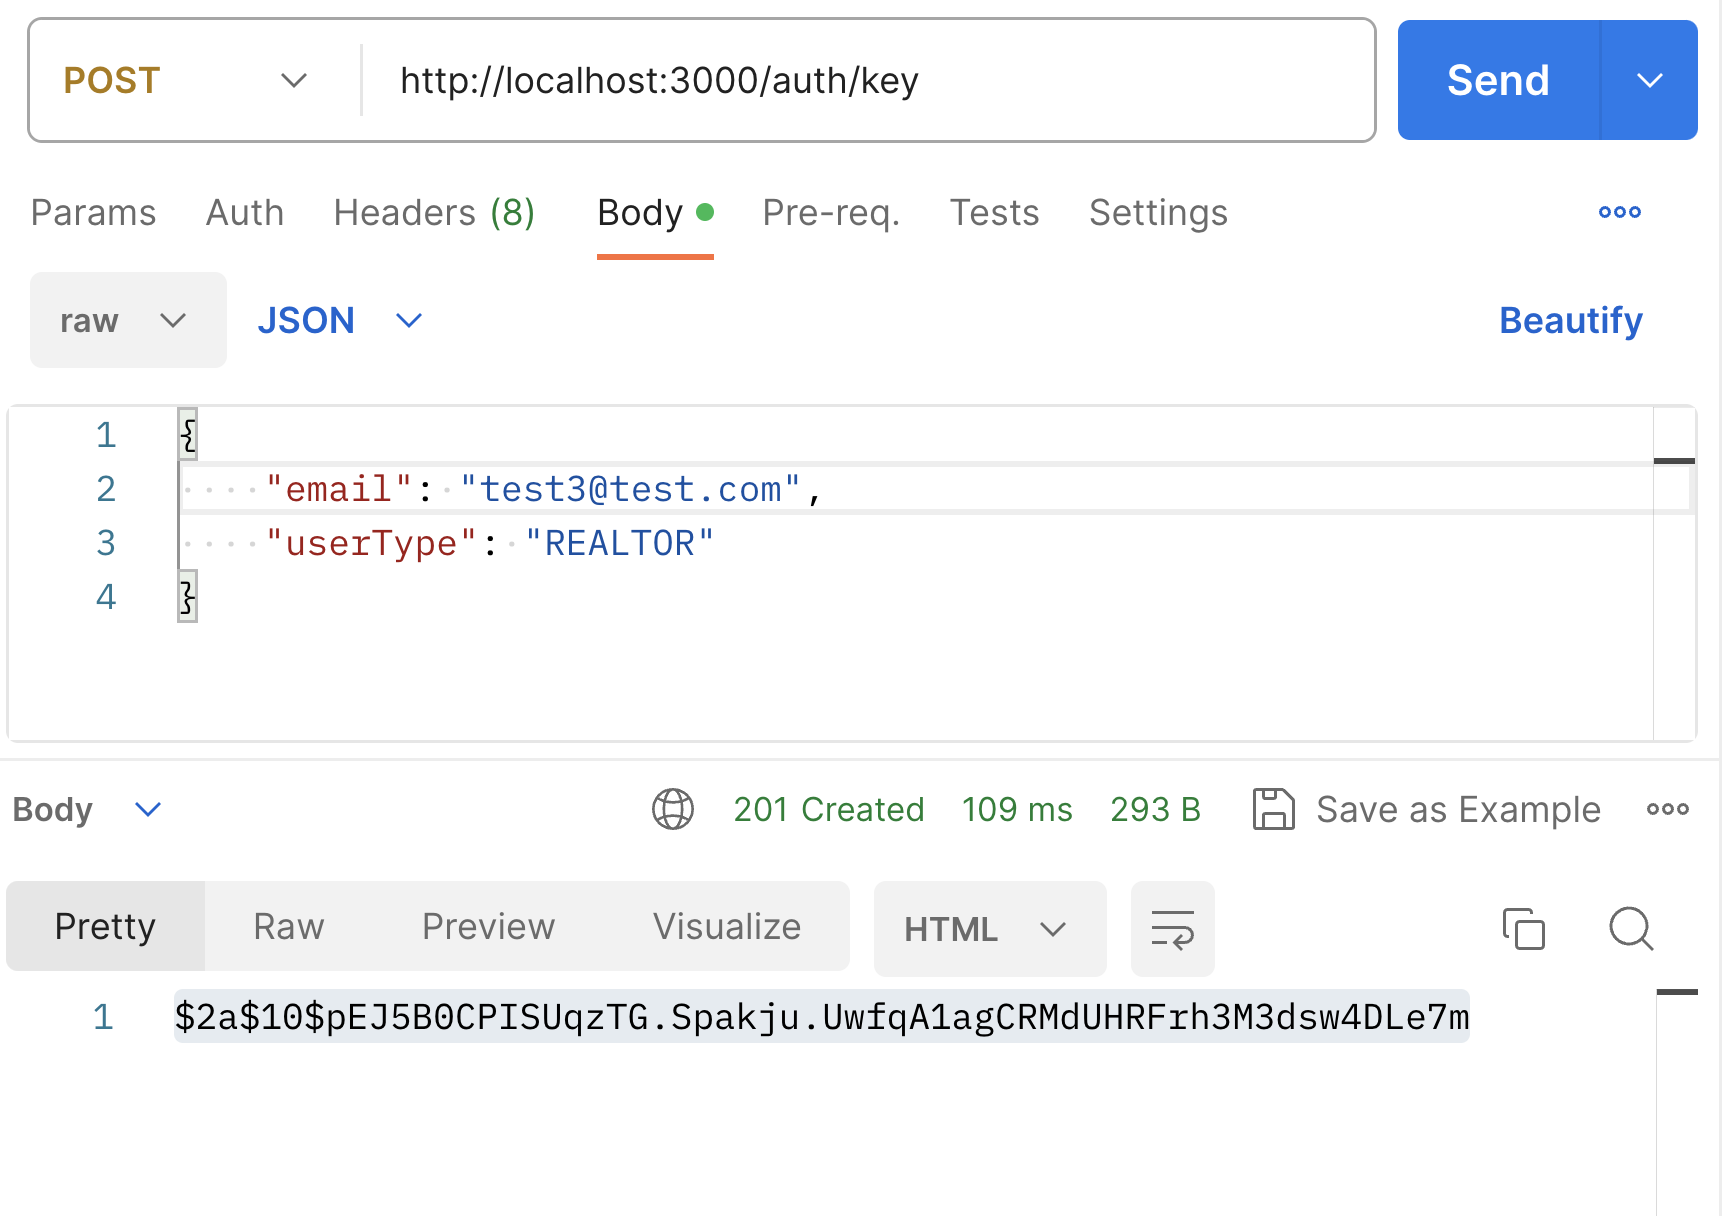 POST http://localhost:3000/auth/key Send
Params Auth Headers (8) Body Pre-req. Tests Settings
raw JSON Beautify
1 {
2 "email": "test3@test.com",
3 "userType": "REALTOR"
4 }
Body 201 Created 109 ms 293 B Save as Example
Pretty Raw Preview Visualize HTML
1 $2a$10$pEJ5B0CPISUqzTG.Spakju.UwfqA1agCRMdUHRFrh3M3dsw4DLe7m